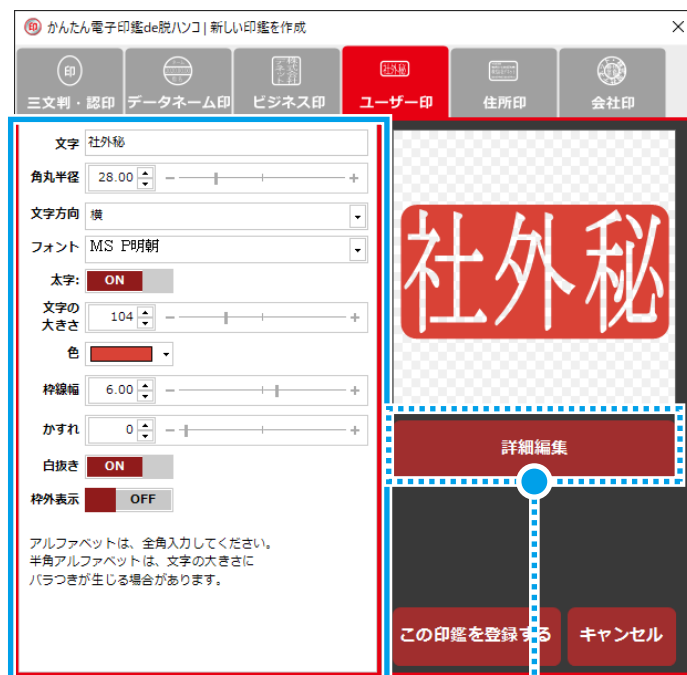 かんたん電子印鑑de脱ハンコ | 新しい印鑑を作成
印
三文判・認印
データネーム印
ビジネス印
社外秘
ユーザー印
住所印
会社印
文字 社外秘
角丸半径 28.00
文字方向 横
フォント MS P明朝
太字: ON
文字の
大きさ 104
色
枠線幅 6.00
かすれ 0
白抜き ON
枠外表示 OFF
アルファベットは、全角入力してください。
半角アルファベットは、文字の大きさに
バラつきが生じる場合があります。
社外秘
詳細編集
この印鑑を登録する
キャンセル